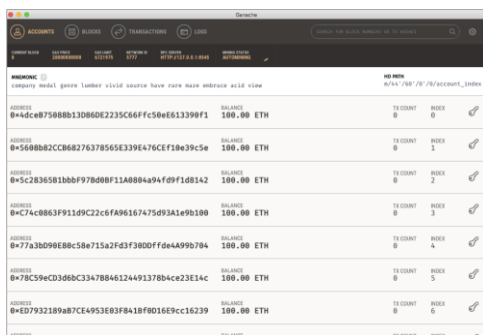 Ganache
ACCOUNTS BLOCKS TRANSACTIONS LOGS SEARCH FOR BLOCK NUMBERS OR TX HASHES
CURRENT BLOCK GAS PRICE GAS LIMIT NETWORK ID RPC SERVER MINING STATUS
0 20000000000 6721975 5777 HTTP://127.0.0.1:8545 AUTOMINING
MNEMONIC HD PATH
company medal genre lumber vivid source have rare maze embrace acid view m/44'/60'/0'/0/account_index
ADDRESS BALANCE TX COUNT INDEX
0×4dceB75088b13DB6DE2235C66Ffc50eE613390f1 100.00 ETH 0 0
ADDRESS BALANCE TX COUNT INDEX
0×5608b82CCB68276378565E339E476CEf10e39c5e 100.00 ETH 0 1
ADDRESS BALANCE TX COUNT INDEX
0×5c28365B1bbbF97Bd0BF11A0804a94fd9f1d8142 100.00 ETH 0 2
ADDRESS BALANCE TX COUNT INDEX
0×C74c0863F911d9C22c6fA96167475d93A1e9b100 100.00 ETH 0 3
ADDRESS BALANCE TX COUNT INDEX
0×77a3bD90E80c58e715a2Fd3f30DDffde4A99b704 100.00 ETH 0 4
ADDRESS BALANCE TX COUNT INDEX
0×78C59eCD3d6bC3347B846124491378b4ce23E14c 100.00 ETH 0 5
ADDRESS BALANCE TX COUNT INDEX
0×ED7932189aB7CE4953E03F8418f0D16E9cc16239 100.00 ETH 0 6